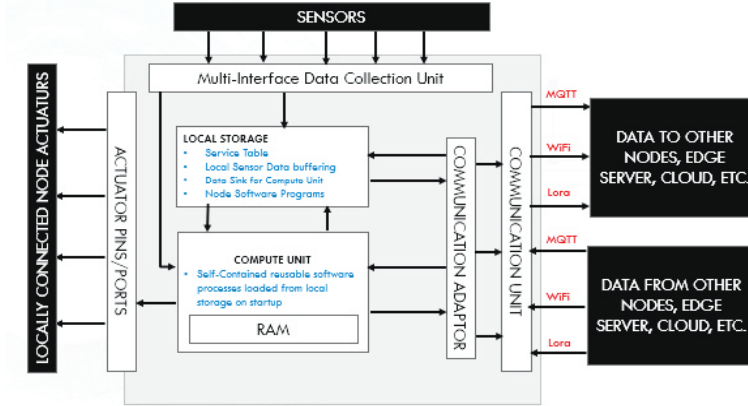 SENSORS
Multi-Interface Data Collection Unit
LOCALLY CONNECTED NODE ACTUATURS
ACTUATOR PINS/PORTS
LOCAL STORAGE
• Service Table
• Local Sensor Data buffering
• Data Sink for Compute Unit
• Node Software Programs
COMPUTE UNIT
• Self-Contained reusable software
processes loaded from local
storage on startup
RAM
COMMUNICATION ADAPTOR
COMMUNICATION UNIT
MQTT
WiFi
Lora
DATA TO OTHER
NODES, EDGE
SERVER, CLOUD, ETC.
MQTT
WiFi
Lora
DATA FROM OTHER
NODES, EDGE
SERVER, CLOUD, ETC.